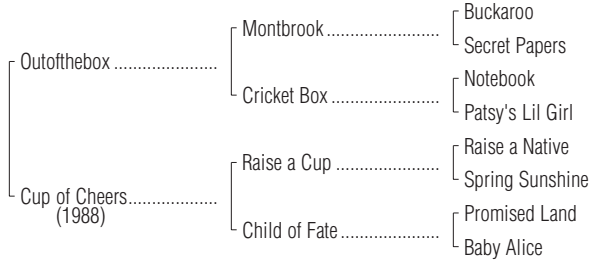 Buckaroo
Montbrook ........................
Secret Papers
Outofthebox ......................
Notebook
Cricket Box .......................
Patsy's Lil Girl
Raise a Native
Raise a Cup ......................
Spring Sunshine
Cup of Cheers...................
(1988)
Promised Land
Child of Fate .....................
Baby Alice